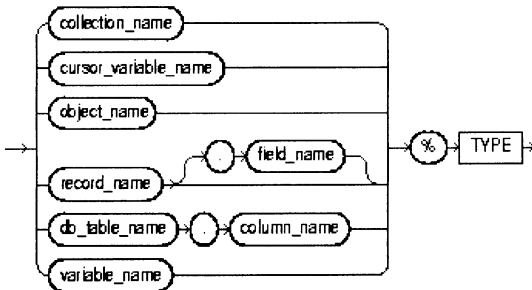 collection_name
cursor_variable_name
object_name
. field_name
% TYPE
record_name
db_table_name . column_name
variable_name